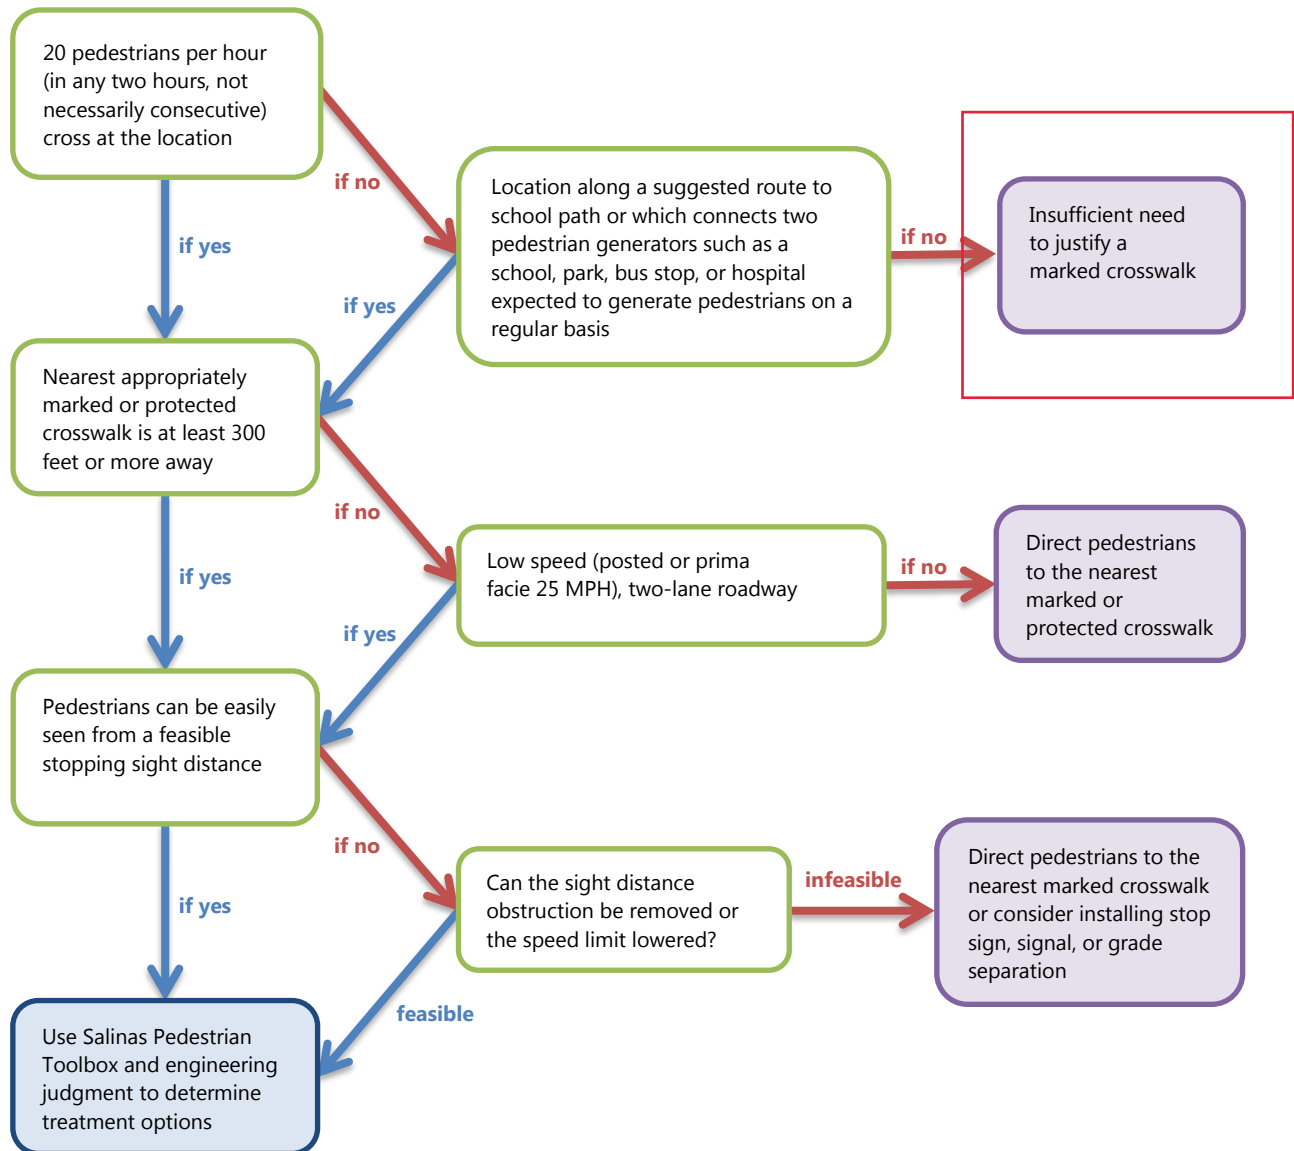 20 pedestrians per hour
(in any two hours, not
necessarily consecutive)
cross at the location
if no
if yes
Location along a suggested route to
school path or which connects two
pedestrian generators such as a
school, park, bus stop, or hospital
expected to generate pedestrians on a
regular basis
if no
Insufficient need
to justify a
marked crosswalk
if yes
Nearest appropriately
marked or protected
crosswalk is at least 300
feet or more away
if no
if yes
Low speed (posted or prima
facie 25 MPH), two-lane roadway
if no
Direct pedestrians
to the nearest
marked or
protected crosswalk
if yes
Pedestrians can be easily
seen from a feasible
stopping sight distance
if no
if yes
Can the sight distance
obstruction be removed or
the speed limit lowered?
infeasible
Direct pedestrians to the
nearest marked crosswalk
or consider installing stop
sign, signal, or grade
separation
feasible
Use Salinas Pedestrian
Toolbox and engineering
judgment to determine
treatment options